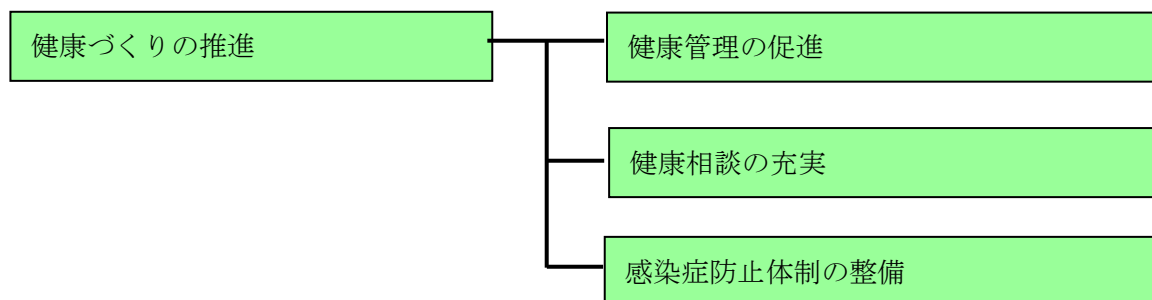 健康づくりの推進
健康管理の促進
健康相談の充実
感染症防止体制の整備